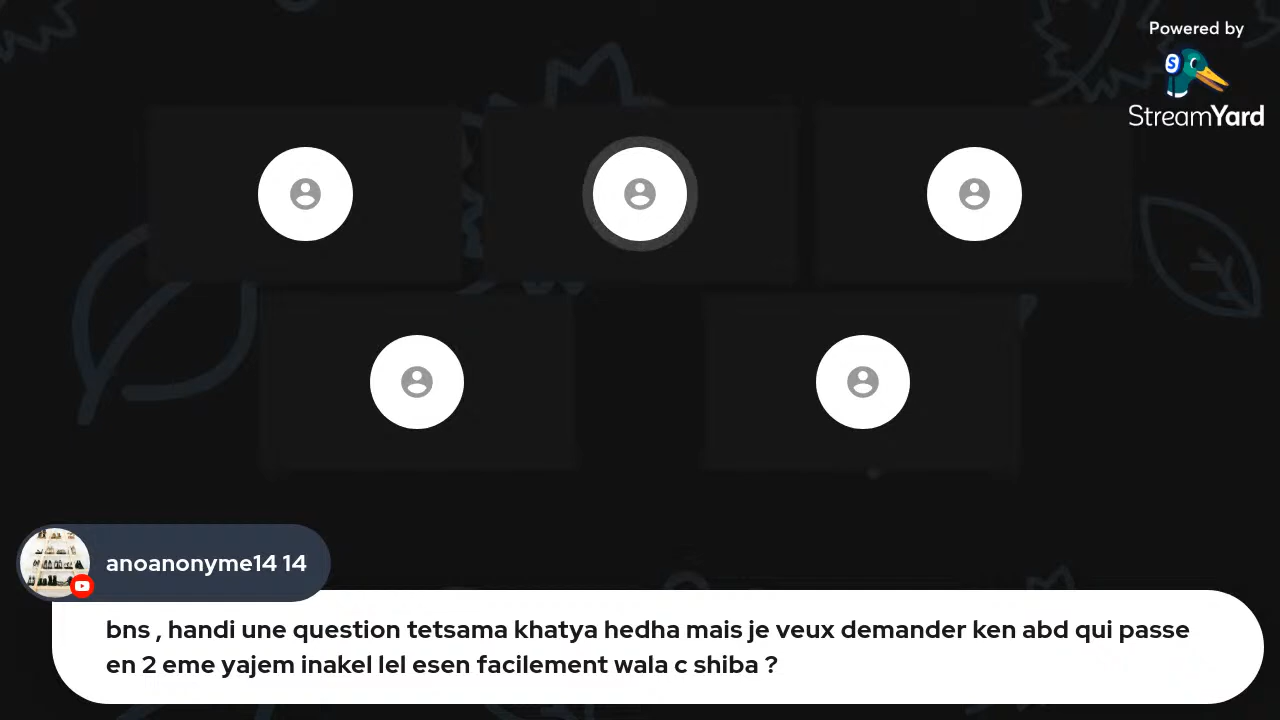 Powered by
StreamYard
anoanonyme14 14
bns , handi une question tetsama khatya hedha mais je veux demander ken abd qui passe
en 2 eme yajem inakel lel esen facilement wala c shiba ?